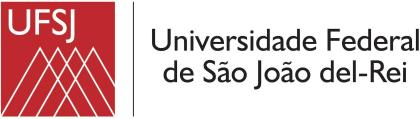 UFSJ
Universidade Federal
de São João del-Rei